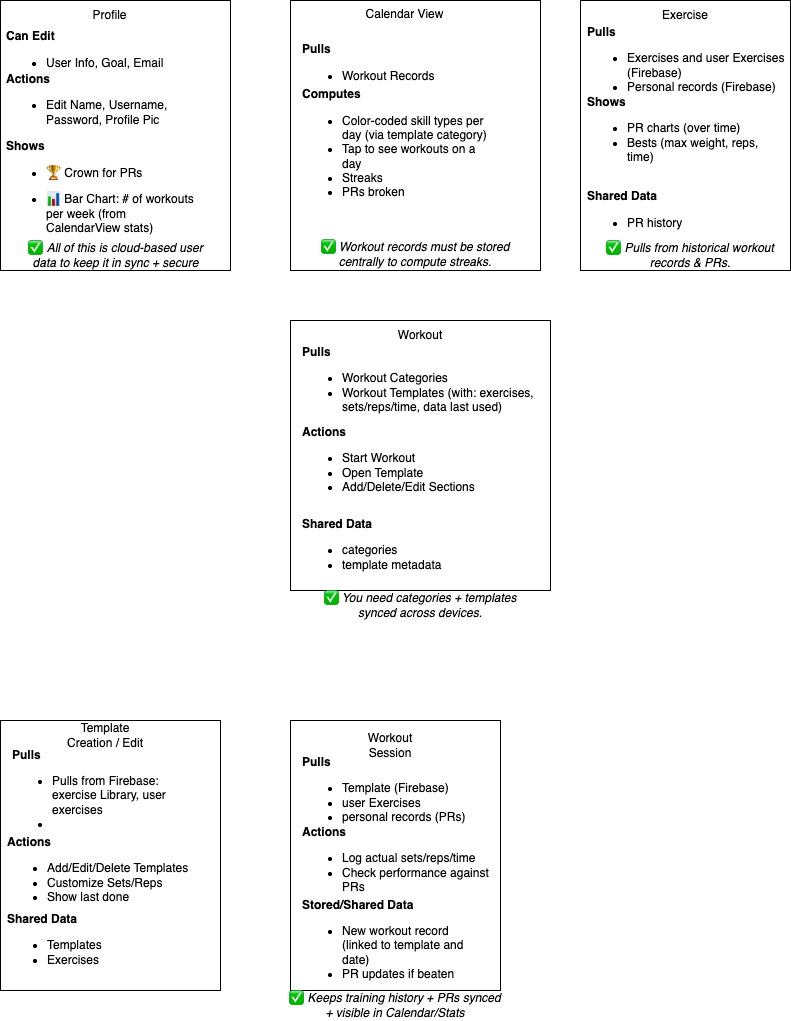 Profile
Can Edit
• User Info, Goal, Email
Actions
• Edit Name, Username,
Password, Profile Pic
Shows
• 🏆 Crown for PRs
• 📊 Bar Chart: # of workouts
per week (from
CalendarView stats)
✅ All of this is cloud-based user
data to keep it in sync + secure
Calendar View
Pulls
• Workout Records
Computes
• Color-coded skill types per
day (via template category)
• Tap to see workouts on a
day
• Streaks
• PRs broken
✅ Workout records must be stored
centrally to compute streaks.
Exercise
Pulls
• Exercises and user Exercises
(Firebase)
• Personal records (Firebase)
Shows
• PR charts (over time)
• Bests (max weight, reps,
time)
Shared Data
• PR history
✅ Pulls from historical workout
records & PRs.
Workout
Pulls
• Workout Categories
• Workout Templates (with: exercises,
sets/reps/time, data last used)
Actions
• Start Workout
• Open Template
• Add/Delete/Edit Sections
Shared Data
• categories
• template metadata
✅ You need categories + templates
synced across devices.
Template
Creation / Edit
Pulls
• Pulls from Firebase:
exercise Library, user
exercises
•
Actions
• Add/Edit/Delete Templates
• Customize Sets/Reps
• Show last done
Shared Data
• Templates
• Exercises
Workout
Session
Pulls
• Template (Firebase)
• user Exercises
• personal records (PRs)
Actions
• Log actual sets/reps/time
• Check performance against
PRs
Stored/Shared Data
• New workout record
(linked to template and
date)
• PR updates if beaten
✅ Keeps training history + PRs synced
+ visible in Calendar/Stats